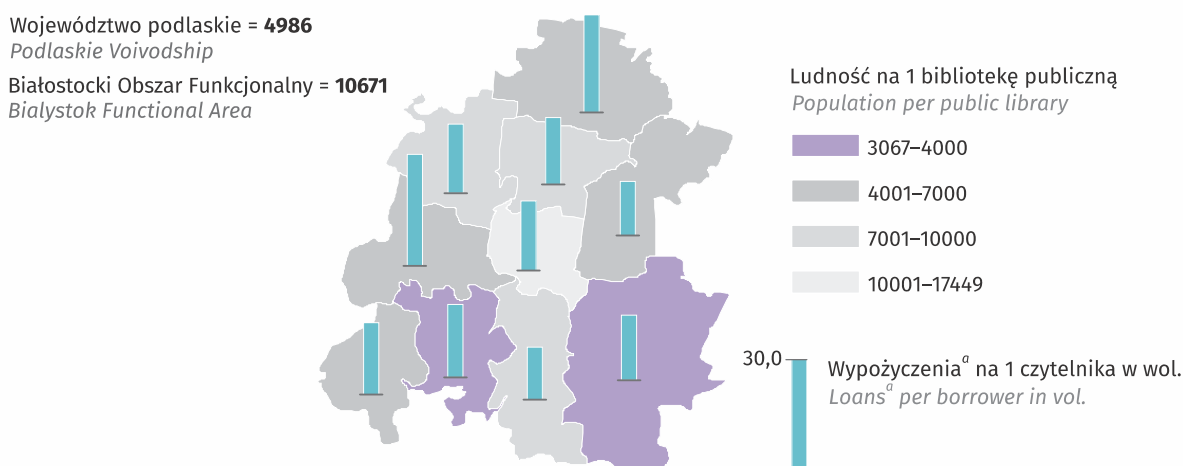 Województwo podlaskie = 4986
Podlaskie Voivodship
Białostocki Obszar Funkcjonalny = 10671
Bialystok Functional Area
Ludność na 1 bibliotekę publiczną
Population per public library
3067–4000
4001–7000
7001–10000
10001–17449
30,0
Wypożyczeniaᵃ na 1 czytelnika w wol.
Loansᵃ per borrower in vol.